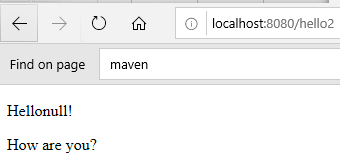 localhost:8080/hello2
Find on page
maven
Hellonull!
How are you?